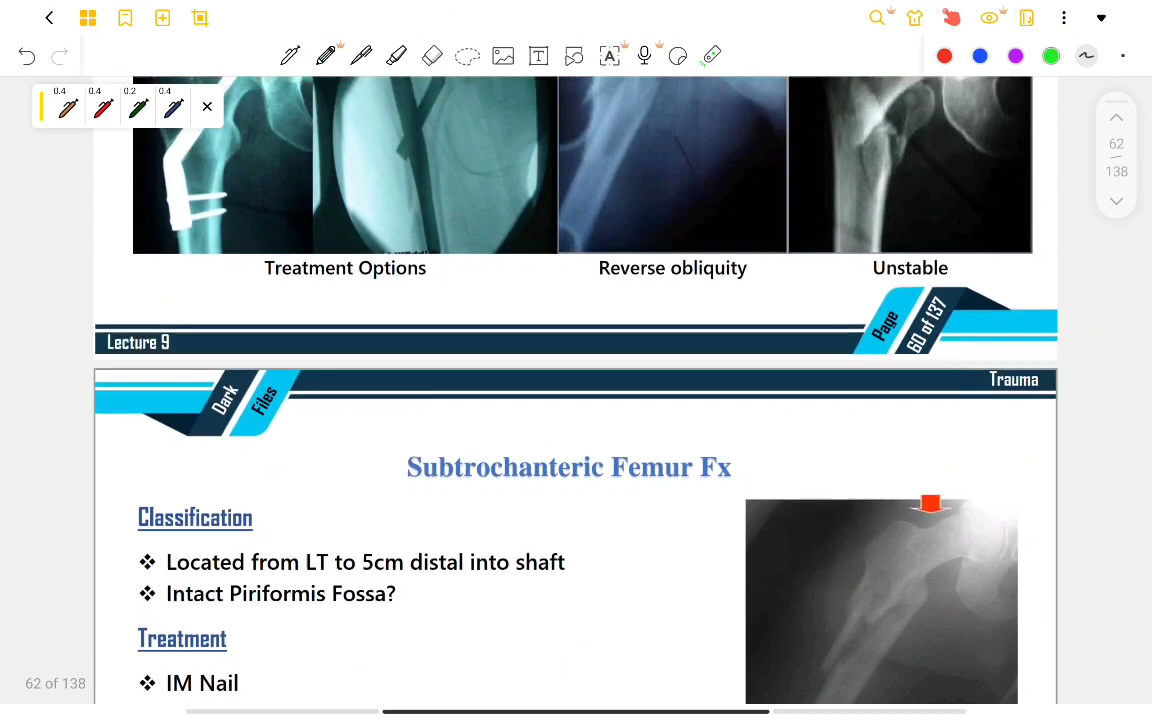 0.4 0.4 0.2 0.4
62
138
Treatment Options Reverse obliquity Unstable
Lecture 9
Page 60 of 137
Dark Files
Trauma
Subtrochanteric Femur Fx
Classification
❖ Located from LT to 5cm distal into shaft
❖ Intact Piriformis Fossa?
Treatment
❖ IM Nail
62 of 138